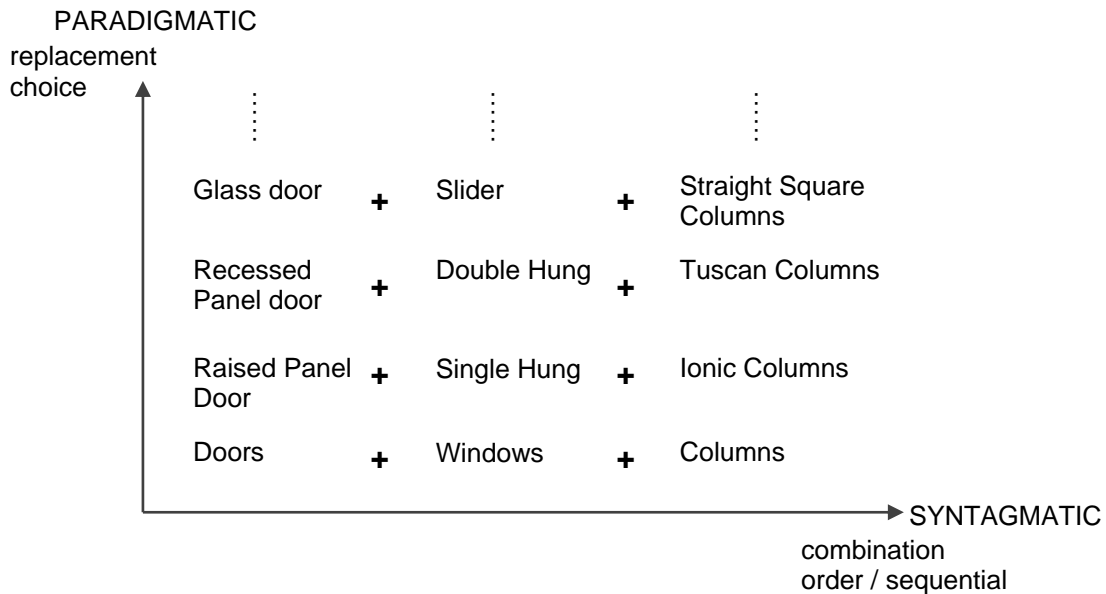 PARADIGMATIC
replacement
choice
Glass door + Slider + Straight Square
Columns
Recessed + Double Hung + Tuscan Columns
Panel door
Raised Panel + Single Hung + Ionic Columns
Door
Doors + Windows + Columns
SYNTAGMATIC
combination
order / sequential